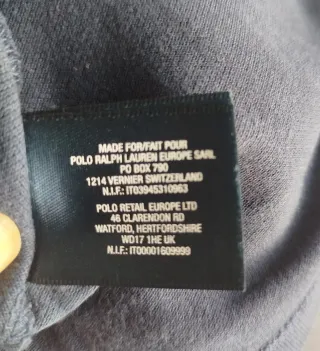 MADE FOR/FAIT POUR
POLO RALPH LAUREN EUROPE SARL
PO BOX 790
1214 VERNIER SWITZERLAND
N.I.F.: IT03945310963
POLO RETAIL EUROPE LTD
46 CLARENDON RD
WATFORD, HERTFORDSHIRE
WD17 1HE UK
N.I.F.: IT00001609999